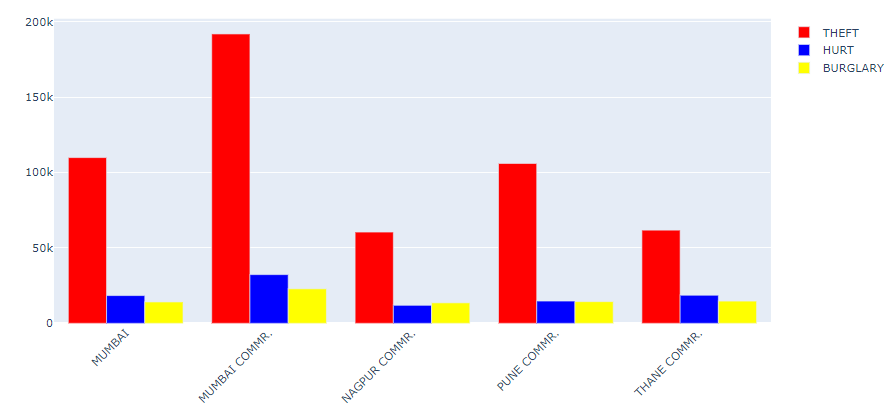 200k
150k
100k
50k
0
MUMBAI
MUMBAI COMMR.
NAGPUR COMMR.
PUNE COMMR.
THANE COMMR.
THEFT
HURT
BURGLARY